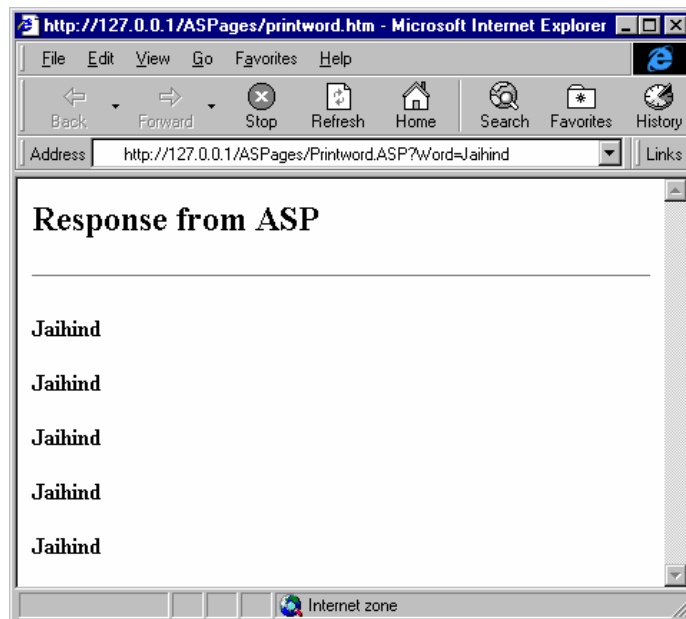 http://127.0.0.1/ASPages/printword.htm - Microsoft Internet Explorer
File Edit View Go Favorites Help
Back Forward Stop Refresh Home Search Favorites History
Address http://127.0.0.1/ASPages/Printword.ASP?Word=Jaihind Links
Response from ASP
Jaihind
Jaihind
Jaihind
Jaihind
Jaihind
Internet zone